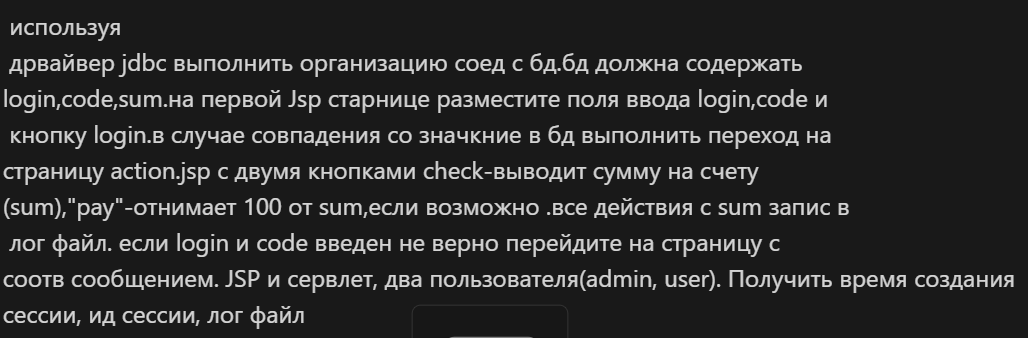 используя
дрвайвер jdbc выполнить организацию соед с бд.бд должна содержать
login,code,sum.на первой Jsp старнице разместите поля ввода login,code и
кнопку login.в случае совпадения со значкние в бд выполнить переход на
страницу action.jsp с двумя кнопками check-выводит сумму на счету
(sum),"pay"-отнимает 100 от sum,если возможно .все действия с sum запис в
лог файл. если login и code введен не верно перейдите на страницу с
соотв сообщением. JSP и сервлет, два пользователя(admin, user). Получить время создания
сессии, ид сессии, лог файл